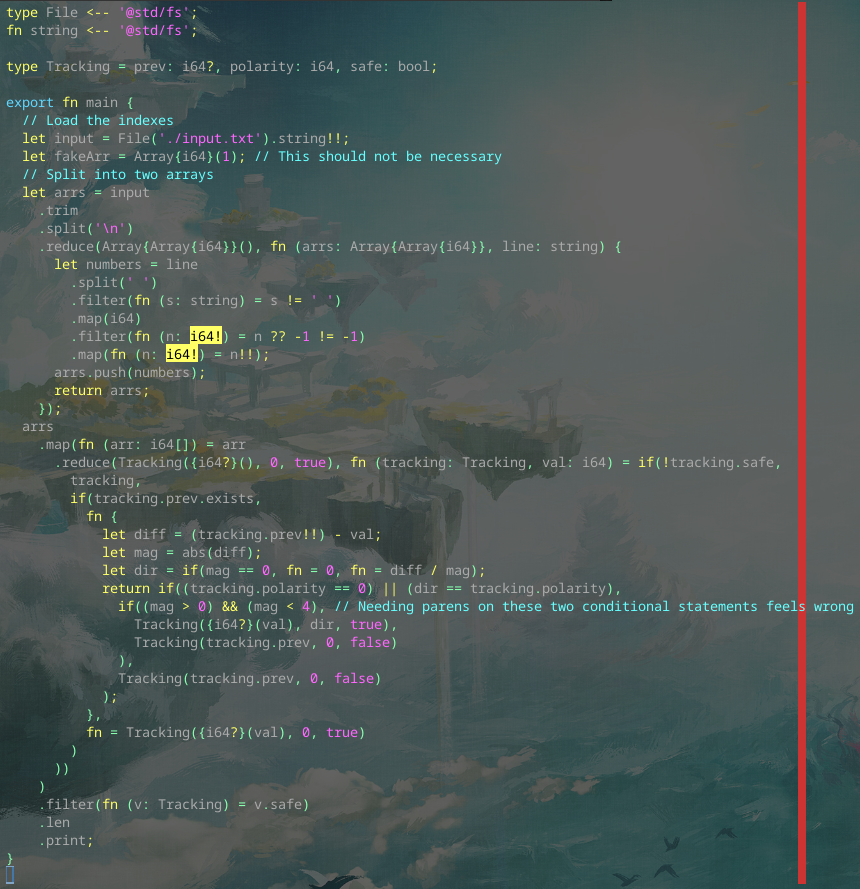 type File <-- '@std/fs';
fn string <-- '@std/fs';

type Tracking = prev: i64?, polarity: i64, safe: bool;

export fn main {
  // Load the indexes
  let input = File('./input.txt').string!!;
  let fakeArr = Array{i64}(1); // This should not be necessary
  // Split into two arrays
  let arrs = input
    .trim
    .split('\n')
    .reduce(Array{Array{i64}}(), fn (arrs: Array{Array{i64}}, line: string) {
      let numbers = line
        .split(' ')
        .filter(fn (s: string) = s != ' ')
        .map(i64)
        .filter(fn (n: i64!) = n ?? -1 != -1)
        .map(fn (n: i64!) = n!!);
      arrs.push(numbers);
      return arrs;
    });
  arrs
    .map(fn (arr: i64[]) = arr
      .reduce(Tracking({i64?}(), 0, true), fn (tracking: Tracking, val: i64) = if(!tracking.safe,
        tracking,
        if(tracking.prev.exists,
          fn {
            let diff = (tracking.prev!!) - val;
            let mag = abs(diff);
            let dir = if(mag == 0, fn = 0, fn = diff / mag);
            return if((tracking.polarity == 0) || (dir == tracking.polarity),
              if((mag > 0) && (mag < 4), // Needing parens on these two conditional statements feels wrong
                Tracking({i64?}(val), dir, true),
                Tracking(tracking.prev, 0, false)
              ),
              Tracking(tracking.prev, 0, false)
            );
          },
          fn = Tracking({i64?}(val), 0, true)
        )
      ))
    )
    .filter(fn (v: Tracking) = v.safe)
    .len
    .print;
}